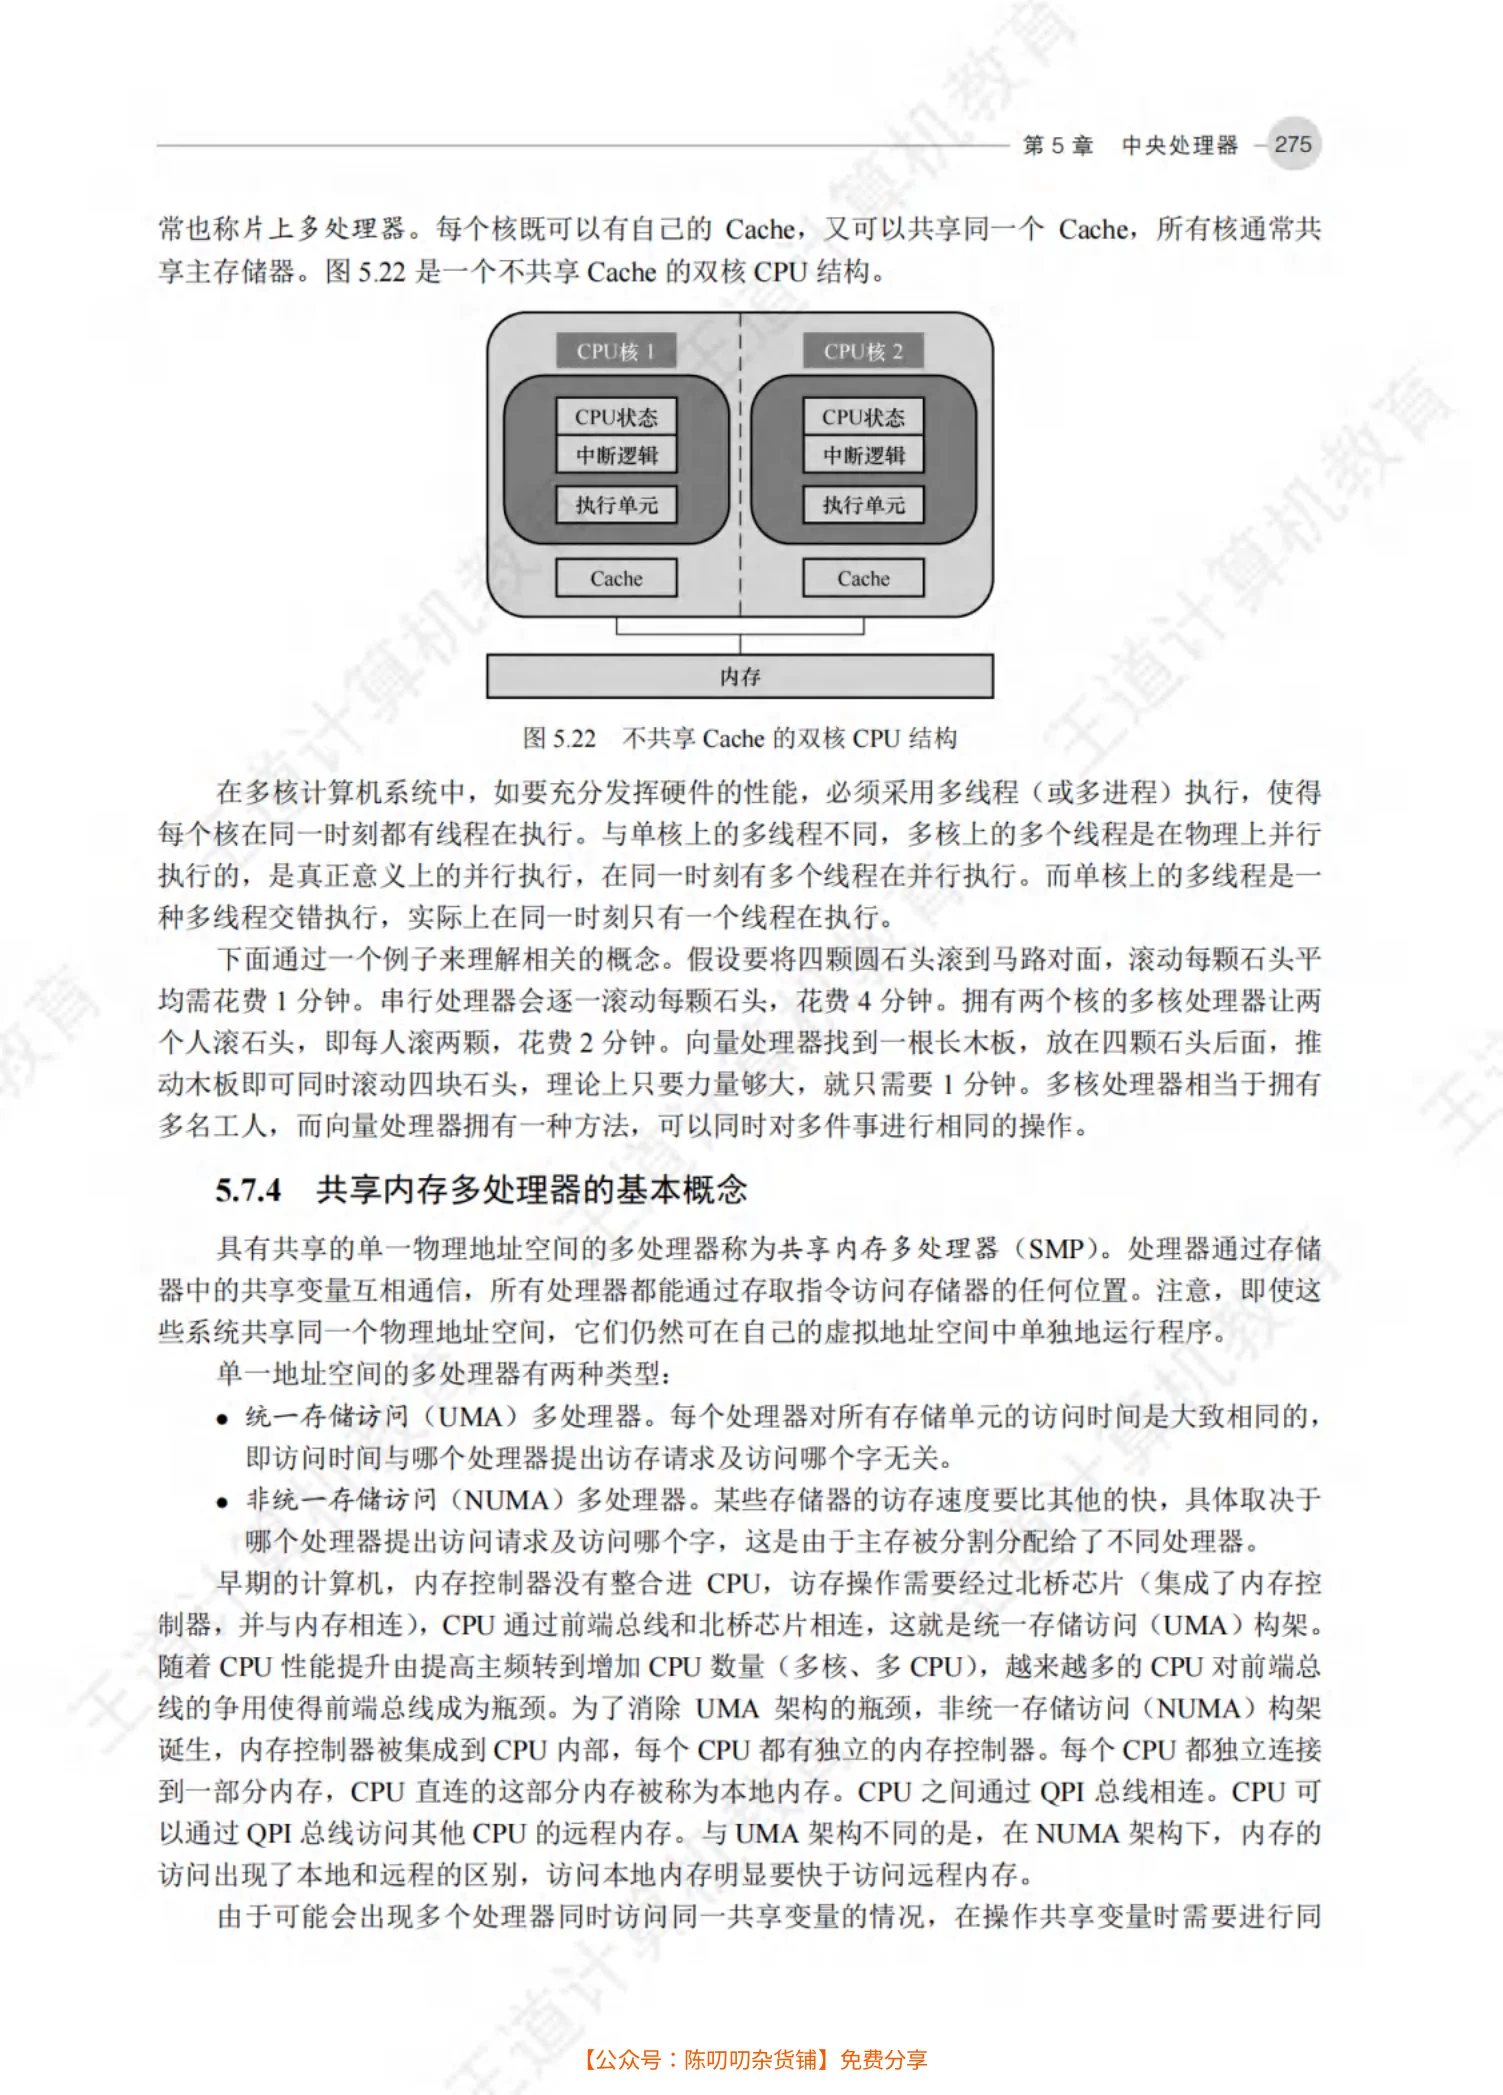 第 5 章 中央处理器 275
常也称片上多处理器。每个核既可以有自己的 Cache，又可以共享同一个 Cache，所有核通常共
享主存储器。图 5.22 是一个不共享 Cache 的双核 CPU 结构。
CPU核 1 CPU核 2
CPU状态 CPU状态
中断逻辑 中断逻辑
执行单元 执行单元
Cache Cache
内存
图 5.22 不共享 Cache 的双核 CPU 结构
在多核计算机系统中，如要充分发挥硬件的性能，必须采用多线程（或多进程）执行，使得
每个核在同一时刻都有线程在执行。与单核上的多线程不同，多核上的多个线程是在物理上并行
执行的，是真正意义上的并行执行，在同一时刻有多个线程在并行执行。而单核上的多线程是一
种多线程交错执行，实际上在同一时刻只有一个线程在执行。
下面通过一个例子来理解相关的概念。假设要将四颗圆石头滚到马路对面，滚动每颗石头平
均需花费 1 分钟。串行处理器会逐一滚动每颗石头，花费 4 分钟。拥有两个核的多核处理器让两
个人滚石头，即每人滚两颗，花费 2 分钟。向量处理器找到一根长木板，放在四颗石头后面，推
动木板即可同时滚动四块石头，理论上只要力量够大，就只需要 1 分钟。多核处理器相当于拥有
多名工人，而向量处理器拥有一种方法，可以同时对多件事进行相同的操作。
5.7.4 共享内存多处理器的基本概念
具有共享的单一物理地址空间的多处理器称为共享内存多处理器（SMP）。处理器通过存储
器中的共享变量互相通信，所有处理器都能通过存取指令访问存储器的任何位置。注意，即使这
些系统共享同一个物理地址空间，它们仍然可在自己的虚拟地址空间中单独地运行程序。
单一地址空间的多处理器有两种类型：
● 统一存储访问（UMA）多处理器。每个处理器对所有存储单元的访问时间是大致相同的，
即访问时间与哪个处理器提出访存请求及访问哪个字无关。
● 非统一存储访问（NUMA）多处理器。某些存储器的访存速度要比其他的快，具体取决于
哪个处理器提出访问请求及访问哪个字，这是由于主存被分割分配给了不同处理器。
早期的计算机，内存控制器没有整合进 CPU，访存操作需要经过北桥芯片（集成了内存控
制器，并与内存相连），CPU 通过前端总线和北桥芯片相连，这就是统一存储访问（UMA）构架。
随着 CPU 性能提升由提高主频转到增加 CPU 数量（多核、多 CPU），越来越多的 CPU 对前端总
线的争用使得前端总线成为瓶颈。为了消除 UMA 架构的瓶颈，非统一存储访问（NUMA）构架
诞生，内存控制器被集成到 CPU 内部，每个 CPU 都有独立的内存控制器。每个 CPU 都独立连接
到一部分内存，CPU 直连的这部分内存被称为本地内存。CPU 之间通过 QPI 总线相连。CPU 可
以通过 QPI 总线访问其他 CPU 的远程内存。与 UMA 架构不同的是，在 NUMA 架构下，内存的
访问出现了本地和远程的区别，访问本地内存明显要快于访问远程内存。
由于可能会出现多个处理器同时访问同一共享变量的情况，在操作共享变量时需要进行同
王道计算机教育
【公众号：陈叨叨杂货铺】免费分享